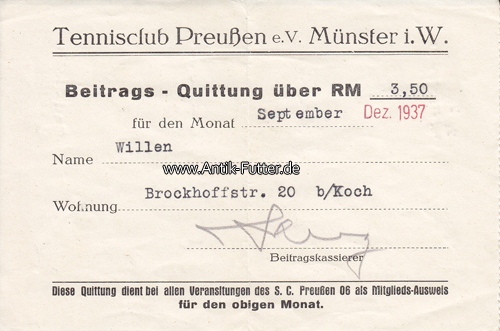 Tennisclub Preußen e.V. Münster i.W.
Beitrags - Quittung über RM 3,50
für den Monat September Dez. 1937
Name Willen
www.Antik-Futter.de
Wohnung Brockhoffstr. 20 b/Koch
Beitragskassierer
Diese Quittung dient bei allen Veransltungen des S. C. Preußen 06 als Mitglieds-Ausweis
für den obigen Monat.